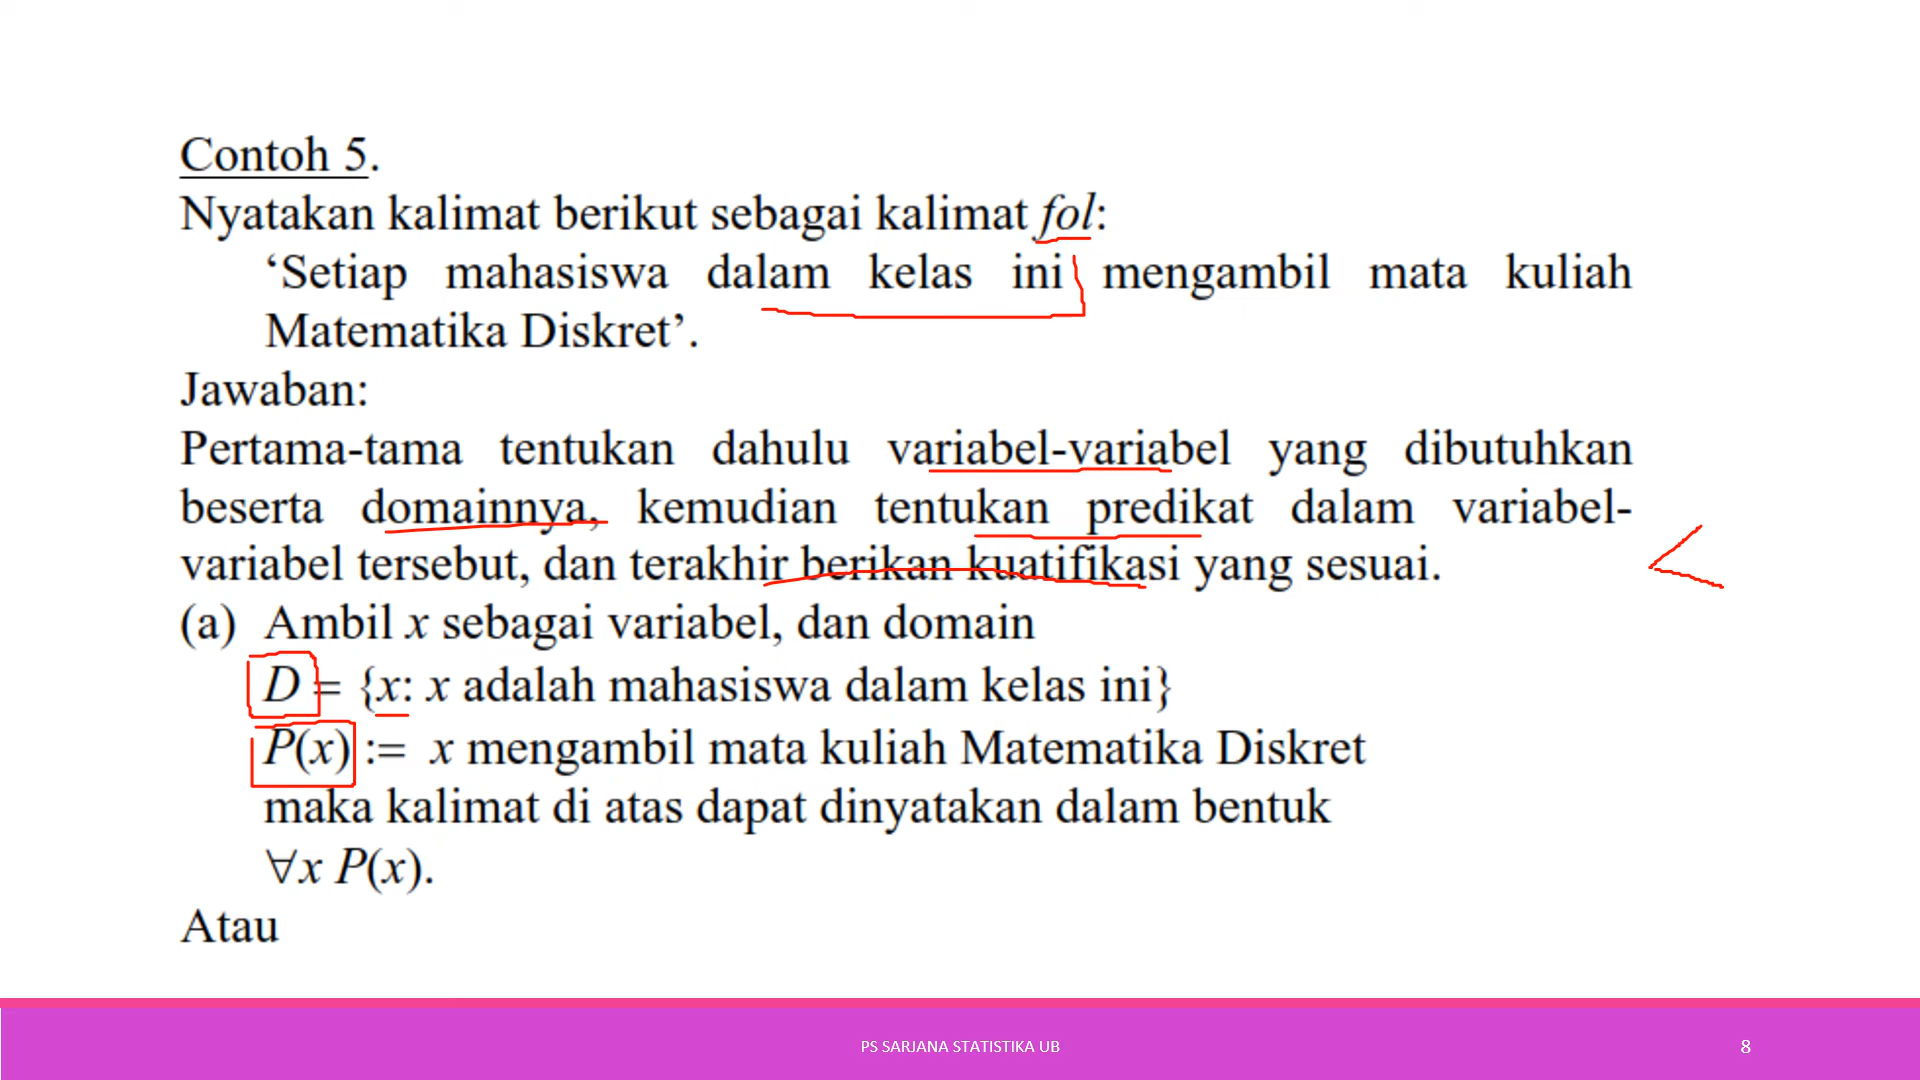 Contoh 5.
Nyatakan kalimat berikut sebagai kalimat fol:
‘Setiap mahasiswa dalam kelas ini mengambil mata kuliah
Matematika Diskret’.
Jawaban:
Pertama-tama tentukan dahulu variabel-variabel yang dibutuhkan
beserta domainnya, kemudian tentukan predikat dalam variabel-
variabel tersebut, dan terakhir berikan kuatifikasi yang sesuai.
(a) Ambil x sebagai variabel, dan domain
D = {x: x adalah mahasiswa dalam kelas ini}
P(x) := x mengambil mata kuliah Matematika Diskret
maka kalimat di atas dapat dinyatakan dalam bentuk
∀x P(x).
Atau
PS SARJANA STATISTIKA UB
8